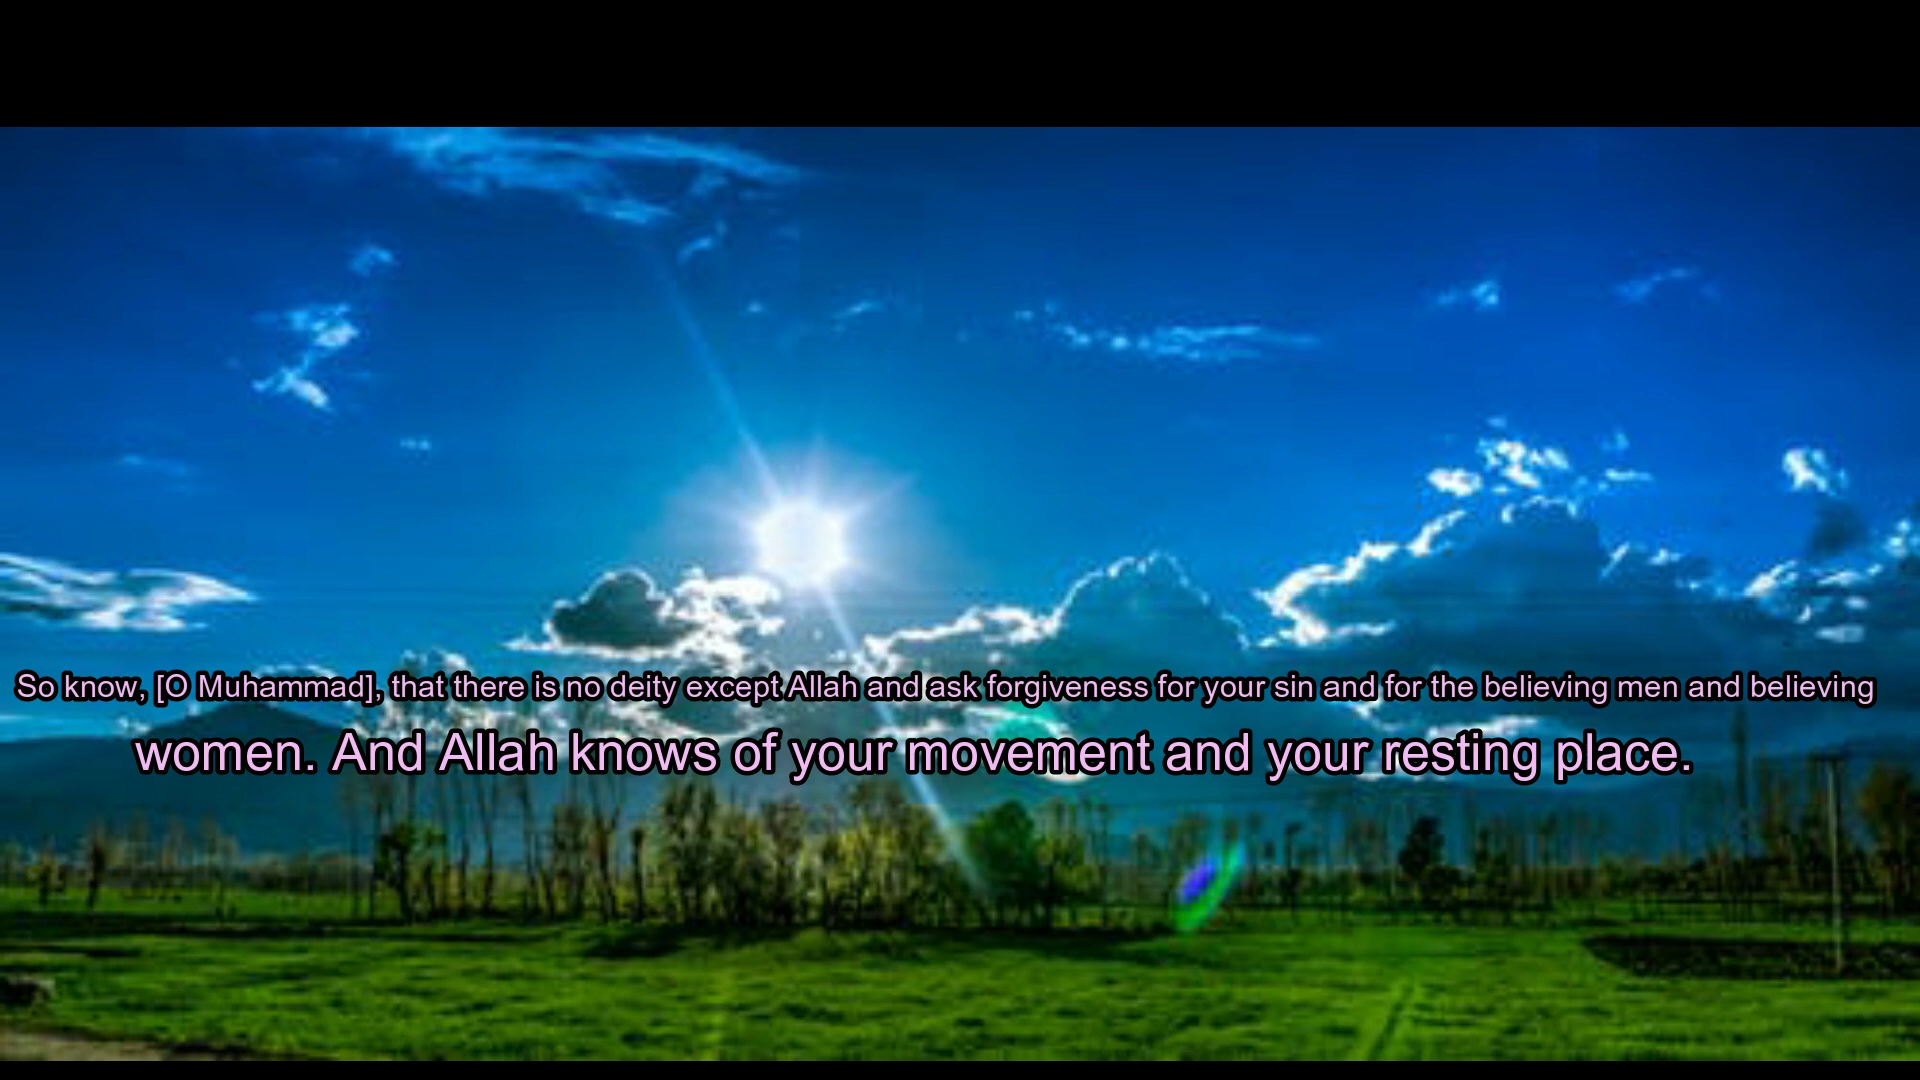 So know, [O Muhammad], that there is no deity except Allah and ask forgiveness for your sin and for the believing men and believing
women. And Allah knows of your movement and your resting place.